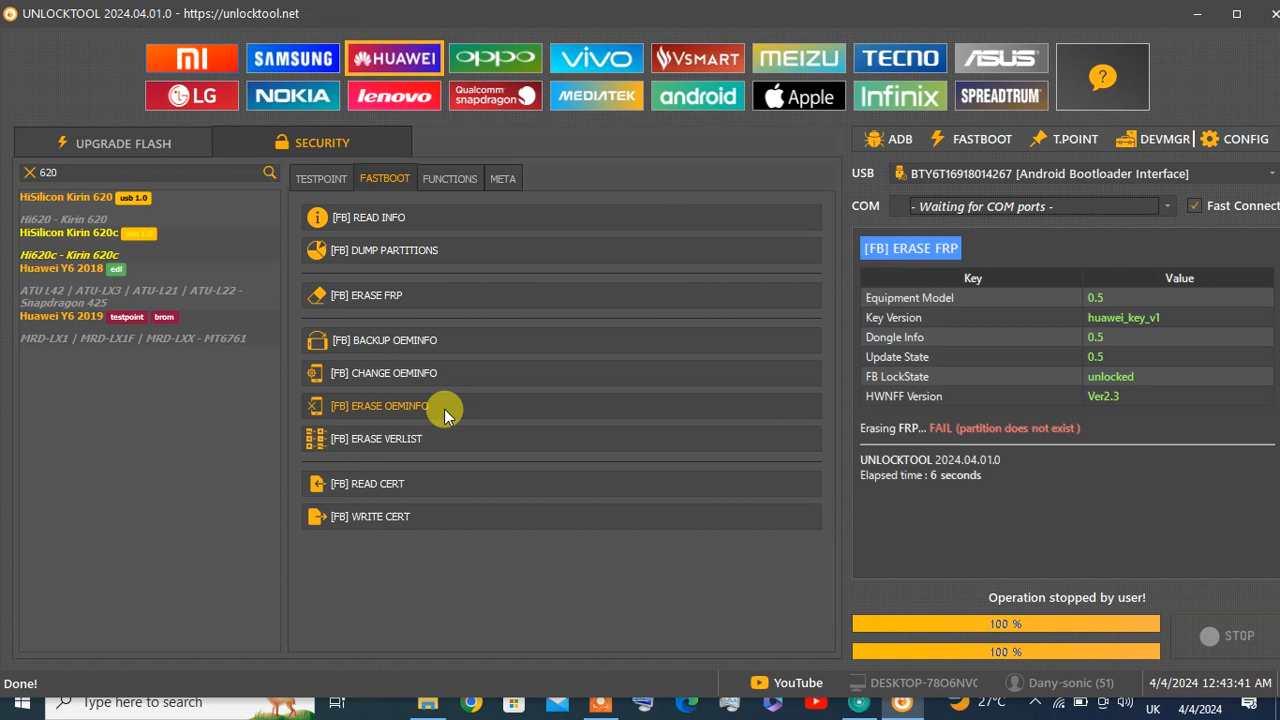 UNLOCKTOOL 2024.04.01.0 - https://unlocktool.net
mi SAMSUNG HUAWEI oppo vivo VSMART MEIZU TECNO ASUS
LG NOKIA lenovo Qualcomm snapdragon MEDIATEK android Apple Infinix SPREADTRUM
?
UPGRADE FLASH SECURITY
ADB FASTBOOT T.POINT DEVMGR CONFIG
620
TESTPOINT FASTBOOT FUNCTIONS META
HiSilicon Kirin 620 usb 1.0
Hi620 - Kirin 620
HiSilicon Kirin 620c usb 1.0
Hi620c - Kirin 620c
Huawei Y6 2018 edl
ATU L42 | ATU-LX3 | ATU-L21 | ATU-L22 -
Snapdragon 425
Huawei Y6 2019 testpoint brom
MRD-LX1 | MRD-LX1F | MRD-LXX - MT6761
[FB] READ INFO
[FB] DUMP PARTITIONS
[FB] ERASE FRP
[FB] BACKUP OEMINFO
[FB] CHANGE OEMINFO
[FB] ERASE OEMINFO
[FB] ERASE VERLIST
[FB] READ CERT
[FB] WRITE CERT
USB BTY6T16918014267 [Android Bootloader Interface]
COM - Waiting for COM ports - Fast Connect
[FB] ERASE FRP
Key Value
Equipment Model 0.5
Key Version huawei_key_v1
Dongle Info 0.5
Update State 0.5
FB LockState unlocked
HWNFF Version Ver2.3
Erasing FRP... FAIL (partition does not exist )
UNLOCKTOOL 2024.04.01.0
Elapsed time : 6 seconds
Operation stopped by user!
100 %
100 %
STOP
Done! YouTube DESKTOP-78O6NVC Dany-sonic (51) 4/4/2024 12:43:41 AM
Type here to search 27°C UK 4/4/2024